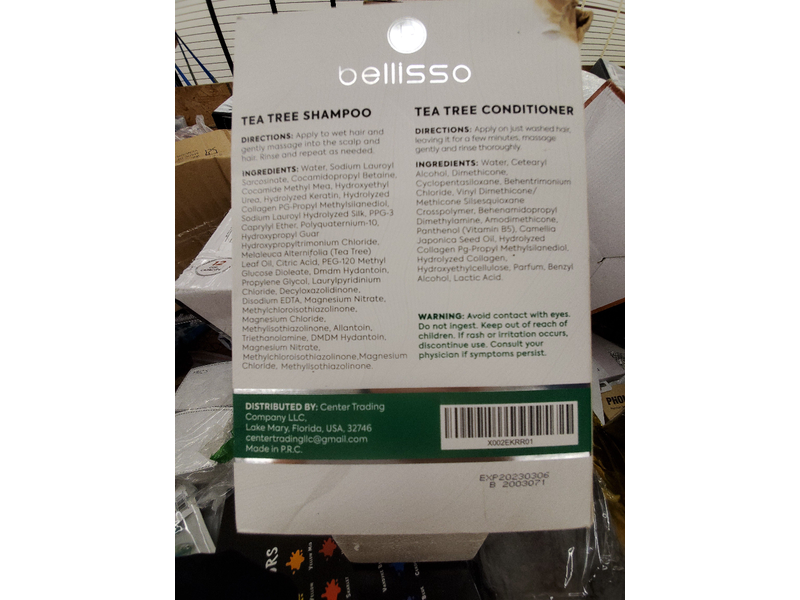 bellisso
TEA TREE SHAMPOO
DIRECTIONS: Apply to wet hair and
gently massage into the scalp and
hair. Rinse and repeat as needed.
INGREDIENTS: Water, Sodium Lauroyl
Sarcosinate, Cocamidopropyl Betaine,
Cocamide Methyl Mea, Hydroxyethyl
Urea, Hydrolyzed Keratin, Hydrolyzed
Collagen PG-Propyl Methylsilanediol,
Sodium Lauroyl Hydrolyzed Silk, PPG-3
Caprylyl Ether, Polyquaternium-10,
Hydroxypropyl Guar
Hydroxypropyltrimonium Chloride,
Melaleuca Alternifolia (Tea Tree)
Leaf Oil, Citric Acid, PEG-120 Methyl
Glucose Dioleate, Dmdm Hydantoin,
Propylene Glycol, Laurylpyridinium
Chloride, Decyloxazolidinone,
Disodium EDTA, Magnesium Nitrate,
Methylchloroisothiazolinone,
Magnesium Chloride,
Methylisothiazolinone, Allantoin,
Triethanolamine, DMDM Hydantoin,
Magnesium Nitrate,
Methylchloroisothiazolinone,Magnesium
Chloride, Methylisothiazolinone.
TEA TREE CONDITIONER
DIRECTIONS: Apply on just washed hair,
leaving it for a few minutes, massage
gently and rinse thoroughly.
INGREDIENTS: Water, Cetearyl
Alcohol, Dimethicone,
Cyclopentasiloxane, Behentrimonium
Chloride, Vinyl Dimethicone/
Methicone Silsesquioxane
Crosspolymer, Behenamidopropyl
Dimethylamine, Amodimethicone,
Panthenol (Vitamin B5), Camellia
Japonica Seed Oil, Hydrolyzed
Collagen Pg-Propyl Methylsilanediol,
Hydrolyzed Collagen,
Hydroxyethylcellulose, Parfum, Benzyl
Alcohol, Lactic Acid.
WARNING: Avoid contact with eyes.
Do not ingest. Keep out of reach of
children. If rash or irritation occurs,
discontinue use. Consult your
physician if symptoms persist.
DISTRIBUTED BY: Center Trading
Company LLC,
Lake Mary, Florida, USA, 32746
centertradingllc@gmail.com
Made in P.R.C.
X002EKRR01
EXP20230306
B 2003071